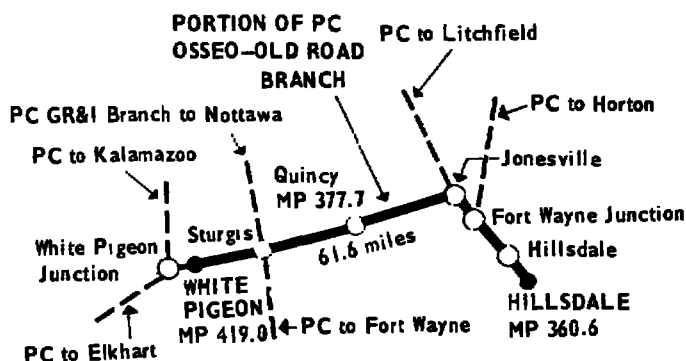 PORTION OF PC
OSSEO-OLD ROAD
BRANCH
PC to Litchfield
PC to Horton
PC GR&I Branch to Nottawa
PC to Kalamazoo
Jonesville
Quincy
MP 377.7
Fort Wayne Junction
Sturgis
White Pigeon
Junction
61.6 miles
Hillsdale
WHITE
PIGEON
MP 419.0
HILLSDALE
MP 360.6
PC to Fort Wayne
PC to Elkhart